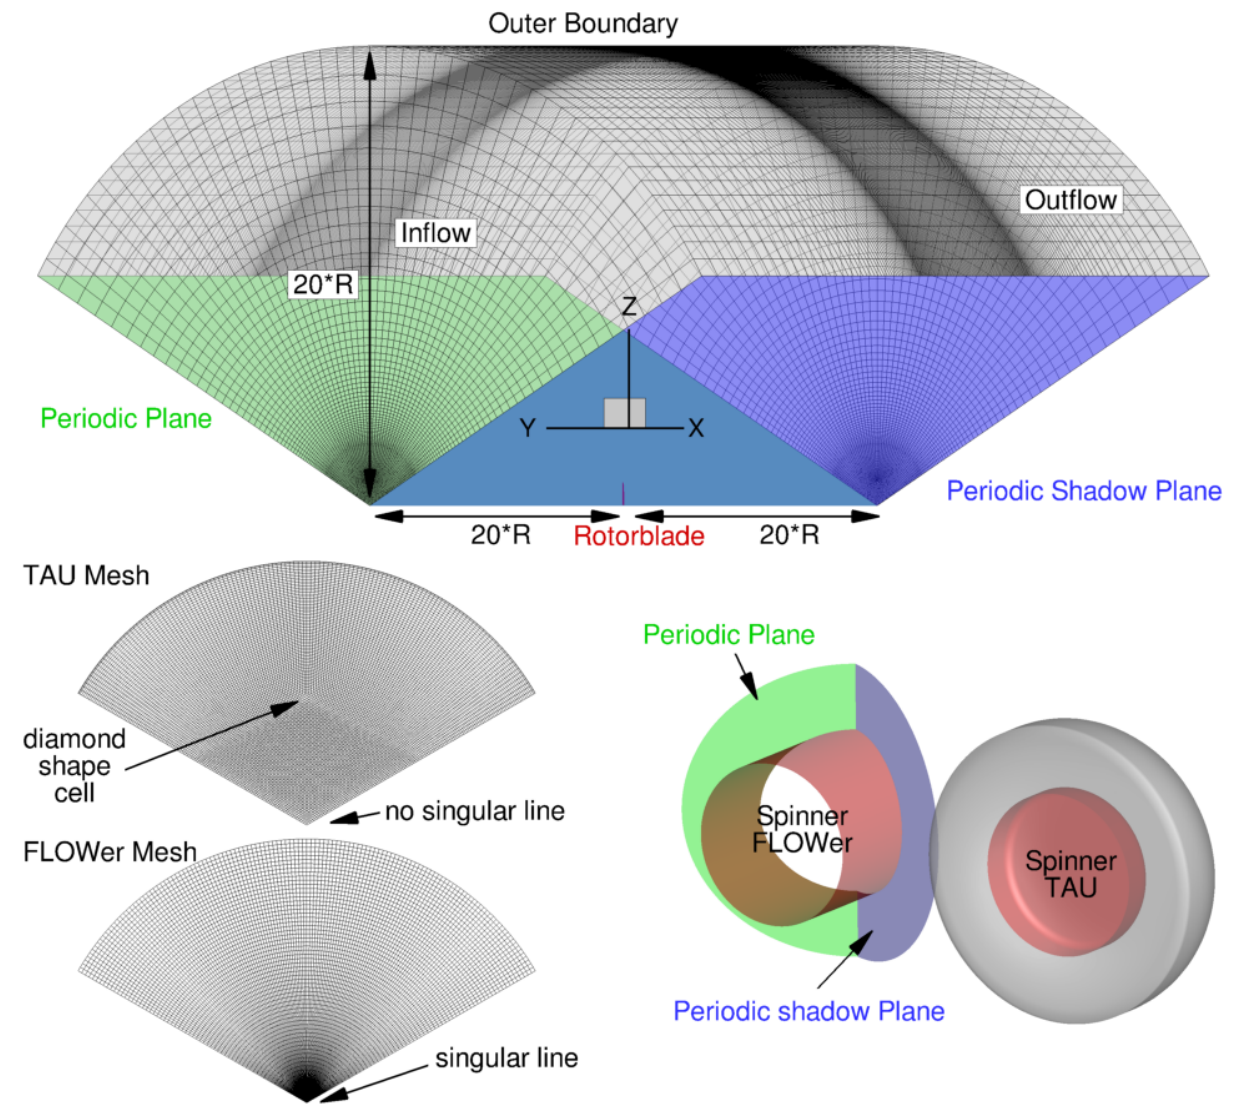 Outer Boundary
Outflow
Inflow
20*R
Z
Y
X
Periodic Plane
Periodic Shadow Plane
20*R
Rotorblade
20*R
TAU Mesh
diamond
shape
cell
no singular line
FLOWer Mesh
singular line
Periodic Plane
Spinner
FLOWer
Spinner
TAU
Periodic shadow Plane